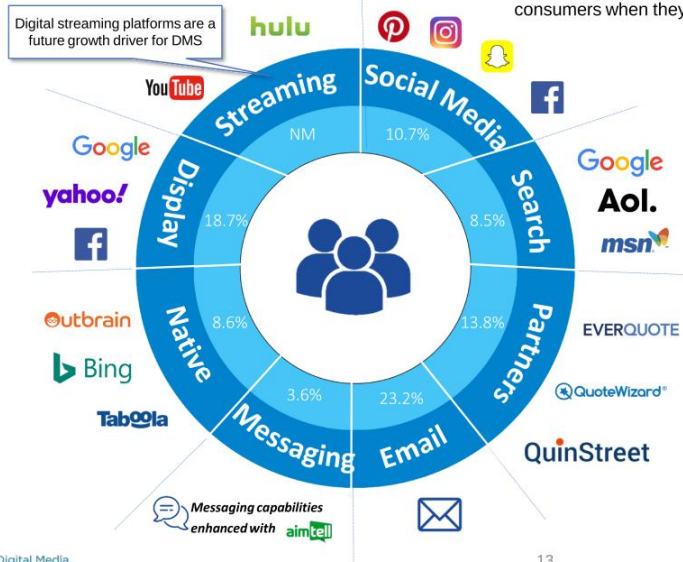 consumers when they
Digital streaming platforms are a
future growth driver for DMS
hulu
YouTube
Streaming
NM
Social Media
10.7%
Google
yahoo!
Display
18.7%
Search
8.5%
Google
Aol.
msn
Outbrain
Bing
Taboola
Native
8.6%
Partners
13.8%
EVERQUOTE
QuoteWizard®
QuinStreet
Messaging
3.6%
Email
23.2%
Messaging capabilities
enhanced with aimtell
Digital Media
13